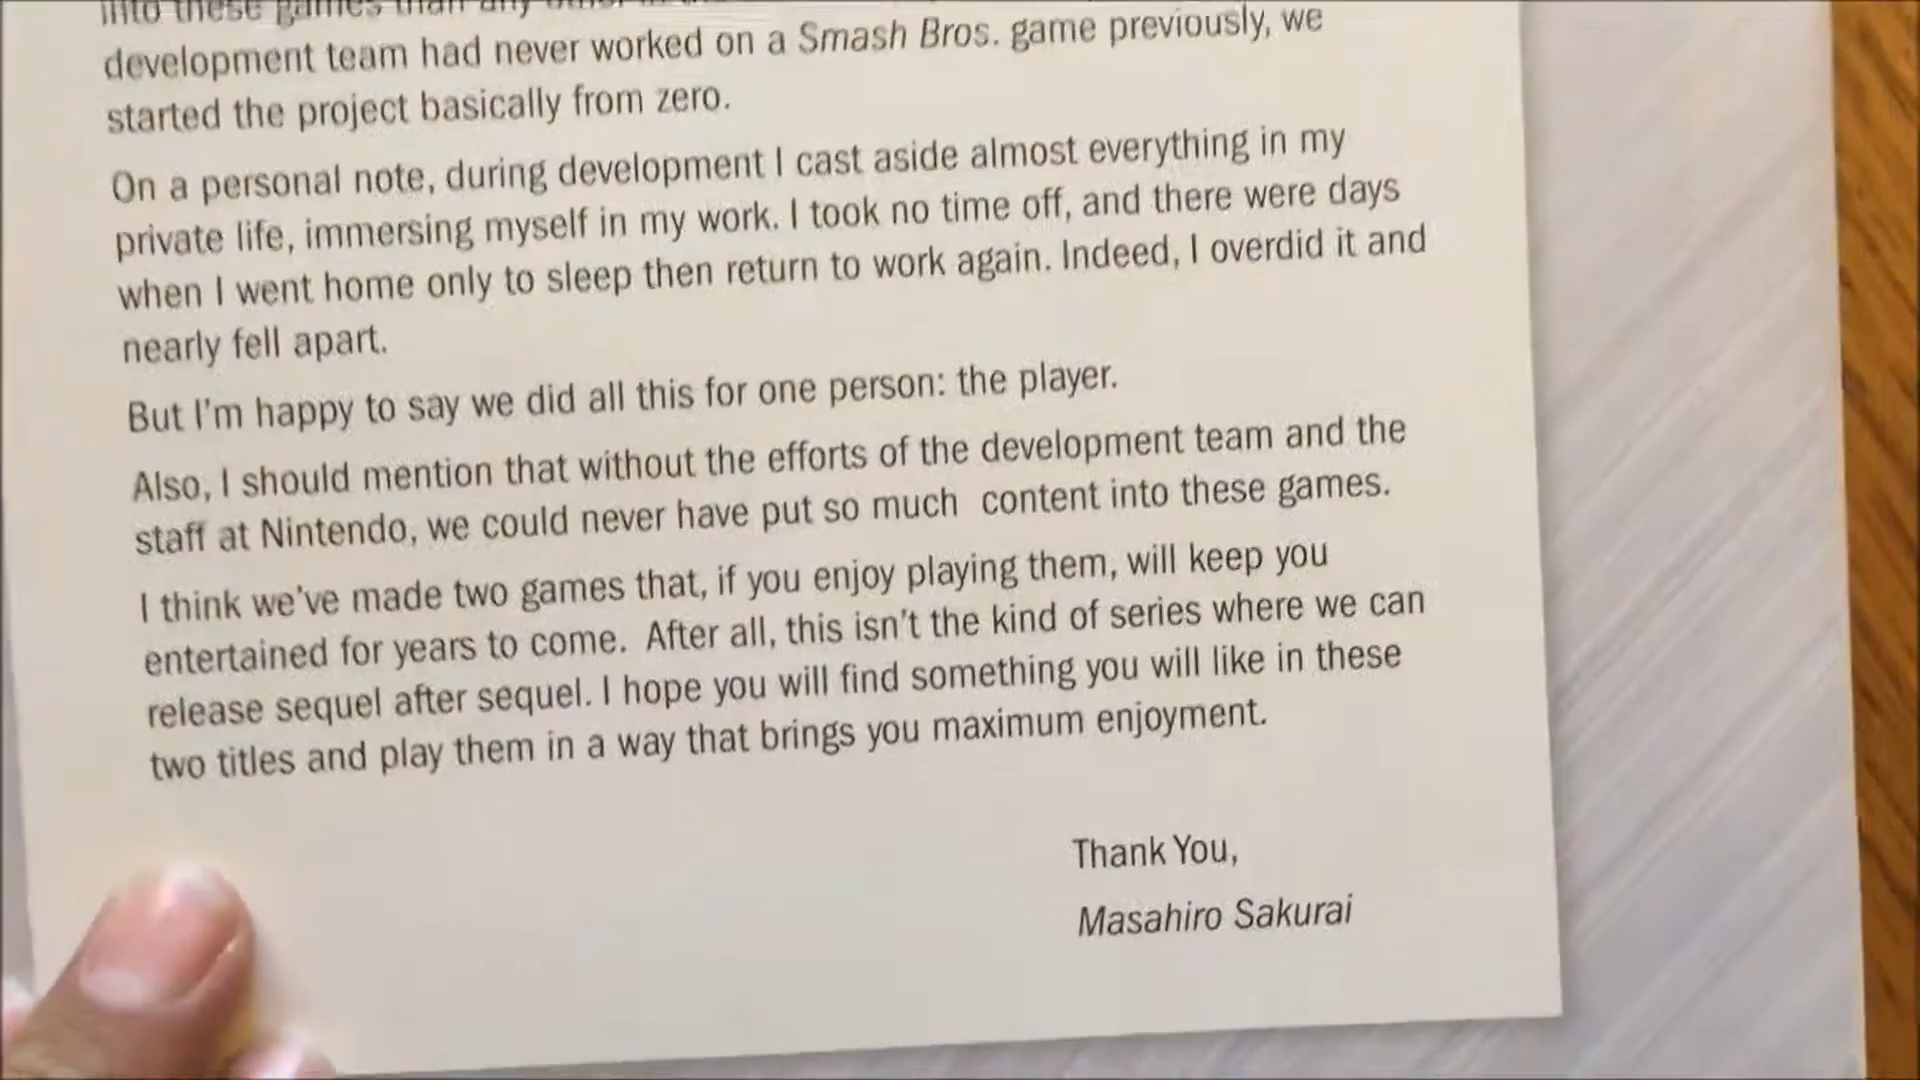 into these games than any other in the
development team had never worked on a Smash Bros. game previously, we
started the project basically from zero.
On a personal note, during development I cast aside almost everything in my
private life, immersing myself in my work. I took no time off, and there were days
when I went home only to sleep then return to work again. Indeed, I overdid it and
nearly fell apart.
But I'm happy to say we did all this for one person: the player.
Also, I should mention that without the efforts of the development team and the
staff at Nintendo, we could never have put so much content into these games.
I think we've made two games that, if you enjoy playing them, will keep you
entertained for years to come. After all, this isn't the kind of series where we can
release sequel after sequel. I hope you will find something you will like in these
two titles and play them in a way that brings you maximum enjoyment.
Thank You,
Masahiro Sakurai